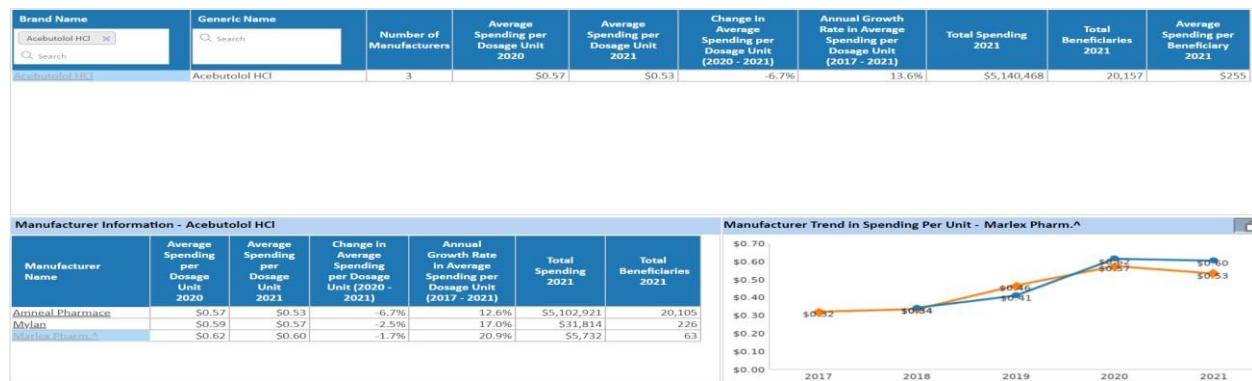 Brand Name
Generic Name
Number of
Manufacturers
Average
Spending per
Dosage Unit
2020
Average
Spending per
Dosage Unit
2021
Change in
Average
Spending per
Dosage Unit
(2020 - 2021)
Annual Growth
Rate in Average
Spending per
Dosage Unit
(2017 - 2021)
Total Spending
2021
Total
Beneficiaries
2021
Average
Spending per
Beneficiary
2021
Acebutolol HCl ×
Search
Search
Acebutolol HCl Acebutolol HCl 3 $0.57 $0.53 -6.7% 13.6% $5,140,468 20,157 $255
Manufacturer Information - Acebutolol HCl
Manufacturer
Name
Average
Spending
per
Dosage
Unit
2020
Average
Spending
per
Dosage
Unit
2021
Change in
Average
Spending
per Dosage
Unit (2020 -
2021)
Annual
Growth Rate
in Average
Spending per
Dosage Unit
(2017 - 2021)
Total
Spending
2021
Total
Beneficiaries
2021
Amneal Pharmace $0.57 $0.53 -6.7% 12.6% $5,102,921 20,105
Mylan $0.59 $0.57 -2.5% 17.0% $31,814 226
Marlex Pharm.^ $0.62 $0.60 -1.7% 20.9% $5,732 63
Manufacturer Trend in Spending Per Unit - Marlex Pharm.^
$0.70
$0.60
$0.50
$0.40
$0.30
$0.20
$0.10
$0.00
$0.32
$0.34
$0.46
$0.41
$0.62
$0.57
$0.60
$0.53
2017 2018 2019 2020 2021